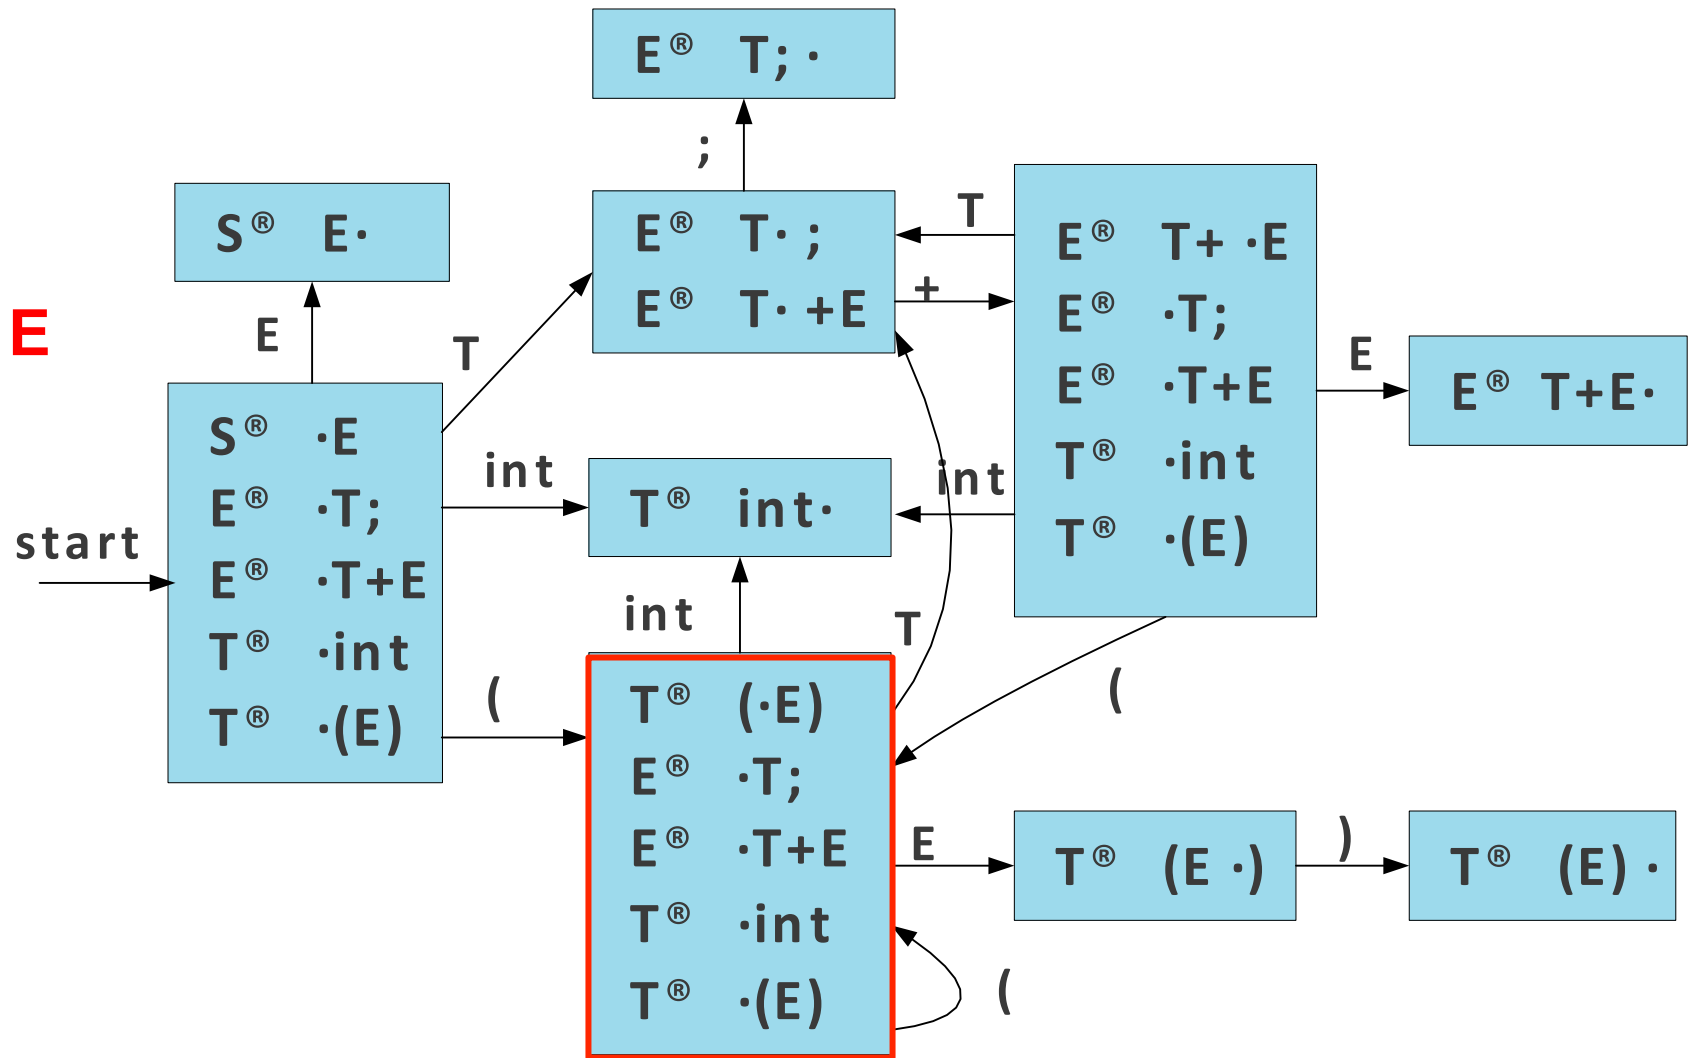 E® T; ·
;
S® E·
E® T· ;
E® T· +E
T
+
E® T+ ·E
E® ·T;
E® ·T+E
T® ·int
T® ·(E)
E
E® T+E·
E
E
T
S® ·E
E® ·T;
E® ·T+E
T® ·int
T® ·(E)
start
int
T® int·
int
int
T
(
(
T® (·E)
E® ·T;
E® ·T+E
T® ·int
T® ·(E)
E
T® (E ·)
)
T® (E) ·
(